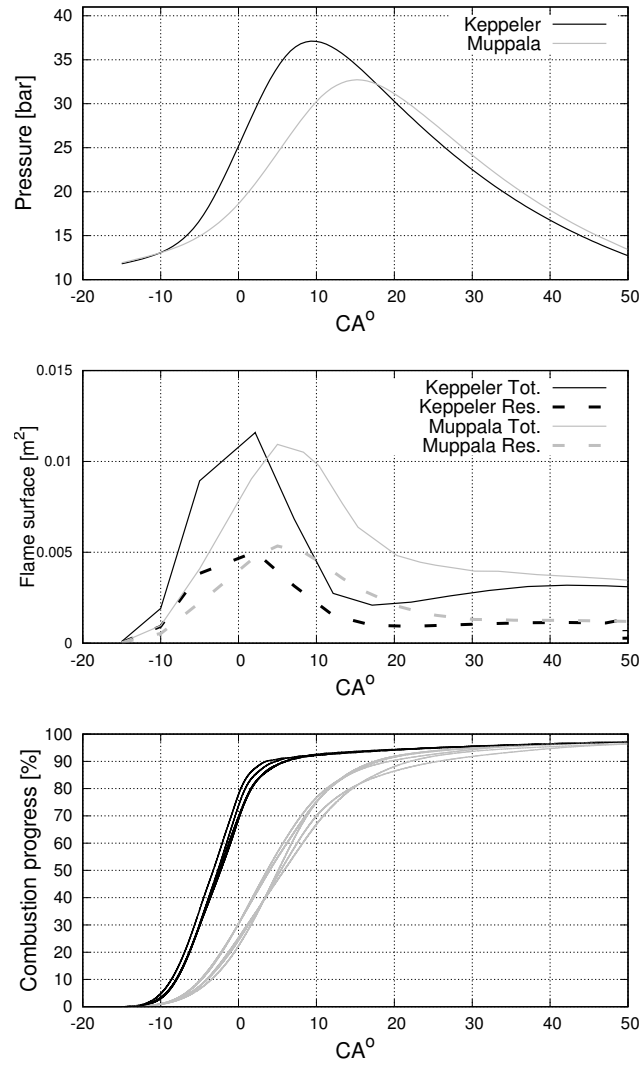 Pressure [bar]
40
35
30
25
20
15
10
Keppeler
Muppala
-20 -10 0 10 20 30 40 50
CAº
Flame surface [m²]
0.015
0.01
0.005
0
Keppeler Tot.
Keppeler Res.
Muppala Tot.
Muppala Res.
-20 -10 0 10 20 30 40 50
CAº
Combustion progress [%]
100
90
80
70
60
50
40
30
20
10
0
-20 -10 0 10 20 30 40 50
CAº